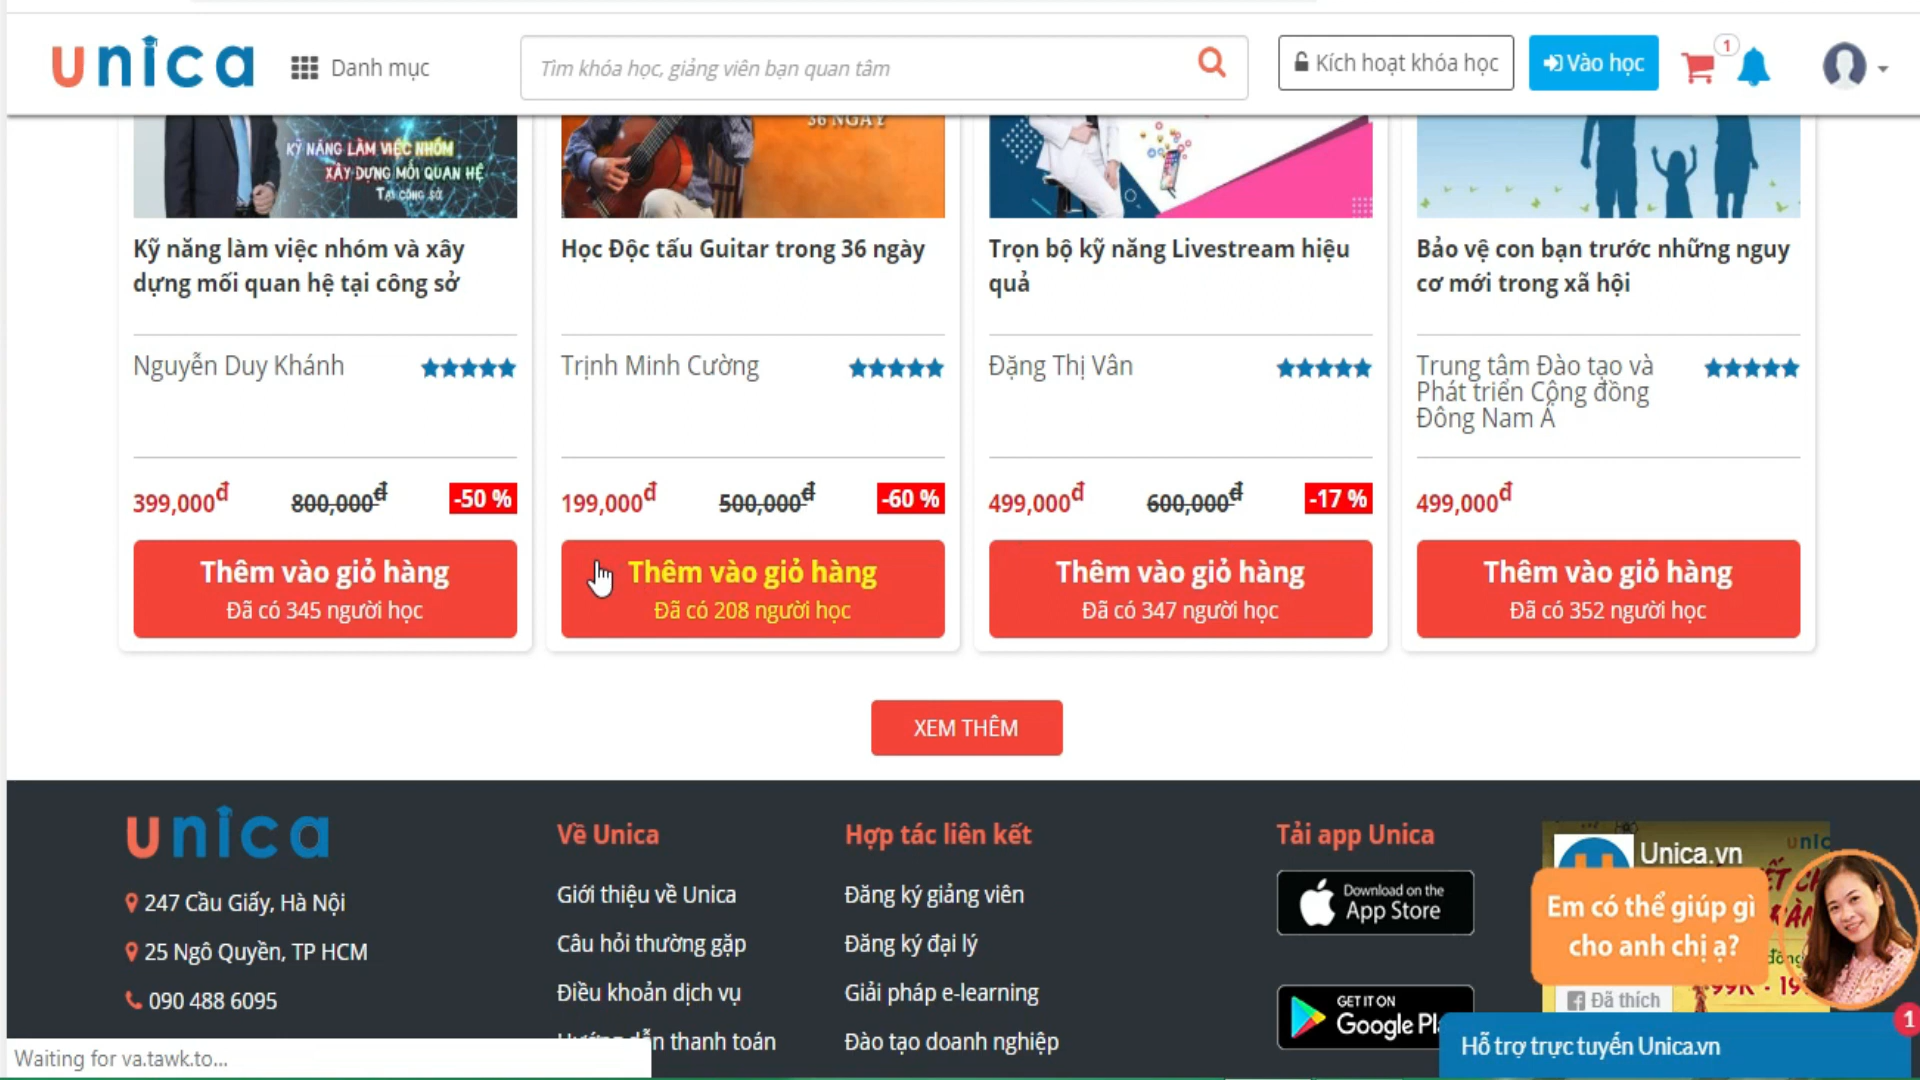 unica
Danh mục
Tìm khóa học, giảng viên bạn quan tâm
Kích hoạt khóa học
Vào học
1
KỸ NĂNG LÀM VIỆC NHÓM
XÂY DỰNG MỐI QUAN HỆ
TẠI CÔNG SỞ
36 NGÀY
Kỹ năng làm việc nhóm và xây
dựng mối quan hệ tại công sở
Học Độc tấu Guitar trong 36 ngày
Trọn bộ kỹ năng Livestream hiệu
quả
Bảo vệ con bạn trước những nguy
cơ mới trong xã hội
Nguyễn Duy Khánh
Trịnh Minh Cường
Đặng Thị Vân
Trung tâm Đào tạo và
Phát triển Cộng đồng
Đông Nam Á
399,000đ 800,000đ -50 %
199,000đ 500,000đ -60 %
499,000đ 600,000đ -17 %
499,000đ
Thêm vào giỏ hàng
Đã có 345 người học
Thêm vào giỏ hàng
Đã có 208 người học
Thêm vào giỏ hàng
Đã có 347 người học
Thêm vào giỏ hàng
Đã có 352 người học
XEM THÊM
unica
247 Cầu Giấy, Hà Nội
25 Ngô Quyền, TP HCM
090 488 6095
Về Unica
Giới thiệu về Unica
Câu hỏi thường gặp
Điều khoản dịch vụ
Hướng dẫn thanh toán
Hợp tác liên kết
Đăng ký giảng viên
Đăng ký đại lý
Giải pháp e-learning
Đào tạo doanh nghiệp
Tải app Unica
Download on the
App Store
GET IT ON
Google Pl
Unica.vn
Em có thể giúp gì
cho anh chị ạ?
Đã thích
1
Hỗ trợ trực tuyến Unica.vn
Waiting for va.tawk.to...